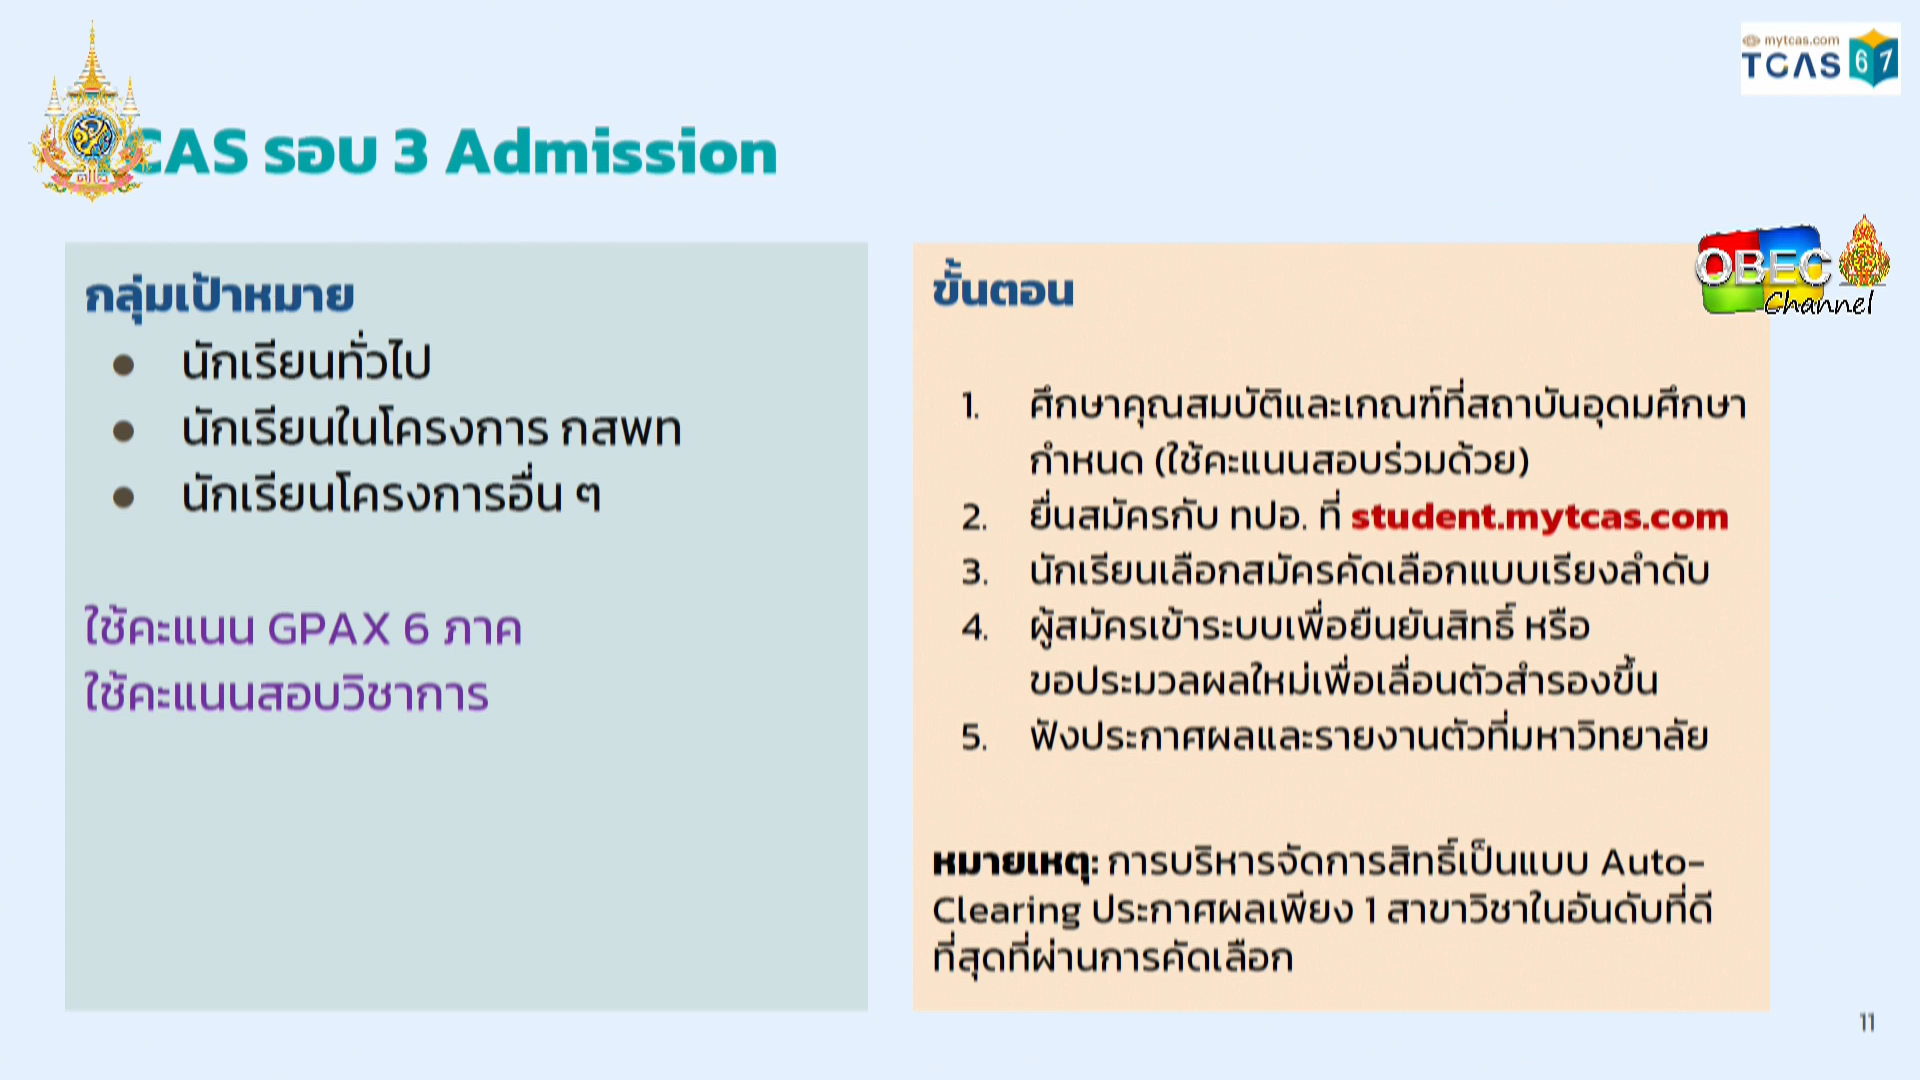 mytcas.com
TCAS 67
CAS รอบ 3 Admission
OBEC
Channel
กลุ่มเป้าหมาย
● นักเรียนทั่วไป
● นักเรียนในโครงการ กสพท
● นักเรียนโครงการอื่น ๆ
ใช้คะแนน GPAX 6 ภาค
ใช้คะแนนสอบวิชาการ
ขั้นตอน
1. ศึกษาคุณสมบัติและเกณฑ์ที่สถาบันอุดมศึกษา
กำหนด (ใช้คะแนนสอบร่วมด้วย)
2. ยื่นสมัครกับ ทปอ. ที่ student.mytcas.com
3. นักเรียนเลือกสมัครคัดเลือกแบบเรียงลำดับ
4. ผู้สมัครเข้าระบบเพื่อยืนยันสิทธิ์ หรือ
ขอประมวลผลใหม่เพื่อเลื่อนตัวสำรองขึ้น
5. ฟังประกาศผลและรายงานตัวที่มหาวิทยาลัย
หมายเหตุ: การบริหารจัดการสิทธิ์เป็นแบบ Auto-
Clearing ประกาศผลเพียง 1 สาขาวิชาในอันดับที่ดี
ที่สุดที่ผ่านการคัดเลือก
11